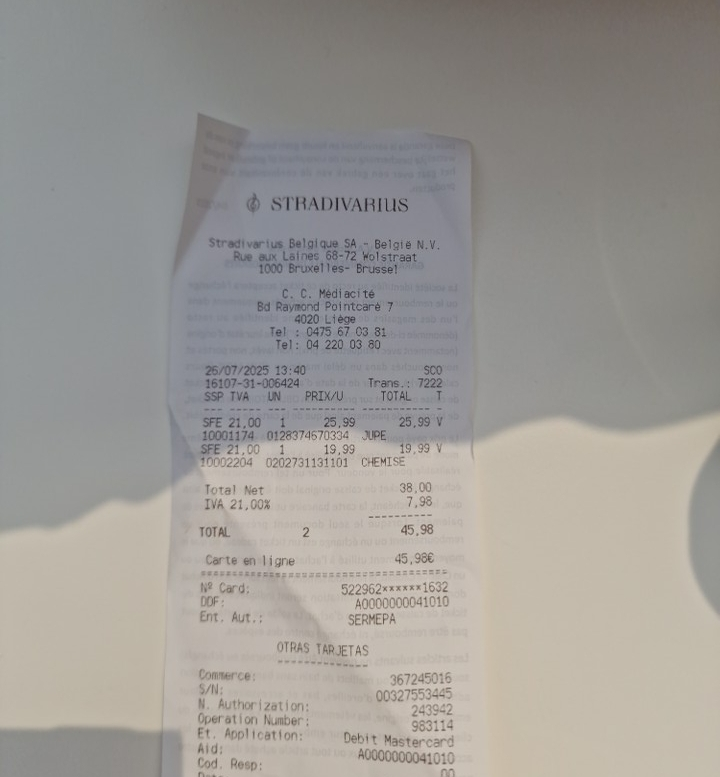 STRADIVARIUS
Stradivarius Belgique SA - België N.V.
Rue aux Laines 68-72 Wolstraat
1000 Bruxelles- Brussel
C. C. Médiacité
Bd Raymond Pointcaré 7
4020 Liège
Tel : 0475 67 03 81
Tel: 04 220 03 80
26/07/2025 13:40 SCO
16107-31-006424 Trans.: 7222
SSP TVA UN PRIX/U TOTAL T
--- ---- --- ------- -------- -
SFE 21,00 1 25,99 25,99 V
10001174 0128374670334 JUPE
SFE 21,00 1 19,99 19,99 V
10002204 0202731131101 CHEMISE
Total Net 38,00
IVA 21,00% 7,98
----------
TOTAL 2 45,98
Carte en ligne 45,98€
======================================
Nº Card: 522962××××××1632
DDF: A0000000041010
Ent. Aut.: SERMEPA
OTRAS TARJETAS
--------------
Commerce: 367245016
S/N: 00327553445
N. Authorization: 243942
Operation Number: 983114
Et. Application: Debit Mastercard
Aid: A0000000041010
Cod. Resp: 00